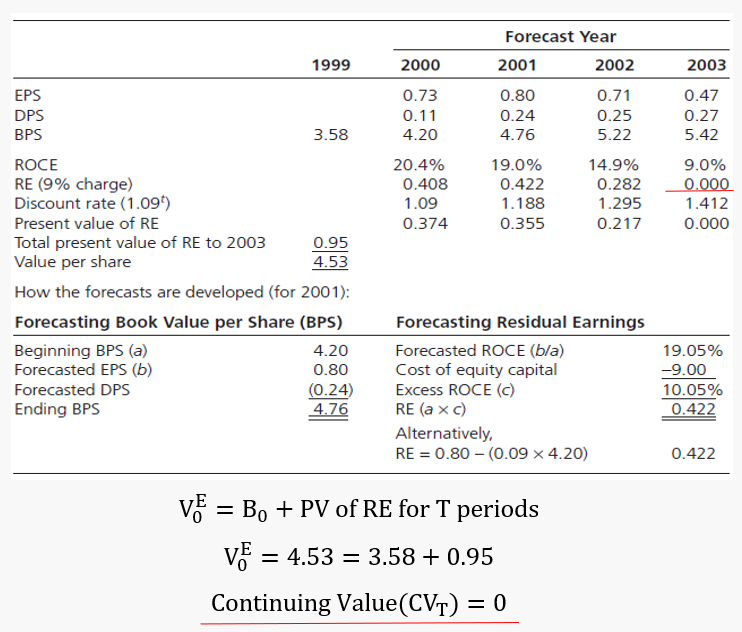 Forecast Year
1999 2000 2001 2002 2003
EPS 0.73 0.80 0.71 0.47
DPS 0.11 0.24 0.25 0.27
BPS 3.58 4.20 4.76 5.22 5.42
ROCE 20.4% 19.0% 14.9% 9.0%
RE (9% charge) 0.408 0.422 0.282 0.000
Discount rate (1.09ᵗ) 1.09 1.188 1.295 1.412
Present value of RE 0.374 0.355 0.217 0.000
Total present value of RE to 2003 0.95
Value per share 4.53
How the forecasts are developed (for 2001):
Forecasting Book Value per Share (BPS) Forecasting Residual Earnings
Beginning BPS (a) 4.20 Forecasted ROCE (b/a) 19.05%
Forecasted EPS (b) 0.80 Cost of equity capital –9.00
Forecasted DPS (0.24) Excess ROCE (c) 10.05%
Ending BPS 4.76 RE (a × c) 0.422
Alternatively,
RE = 0.80 – (0.09 × 4.20) 0.422
V₀ᴱ = B₀ + PV of RE for T periods
V₀ᴱ = 4.53 = 3.58 + 0.95
Continuing Value(CV_T) = 0